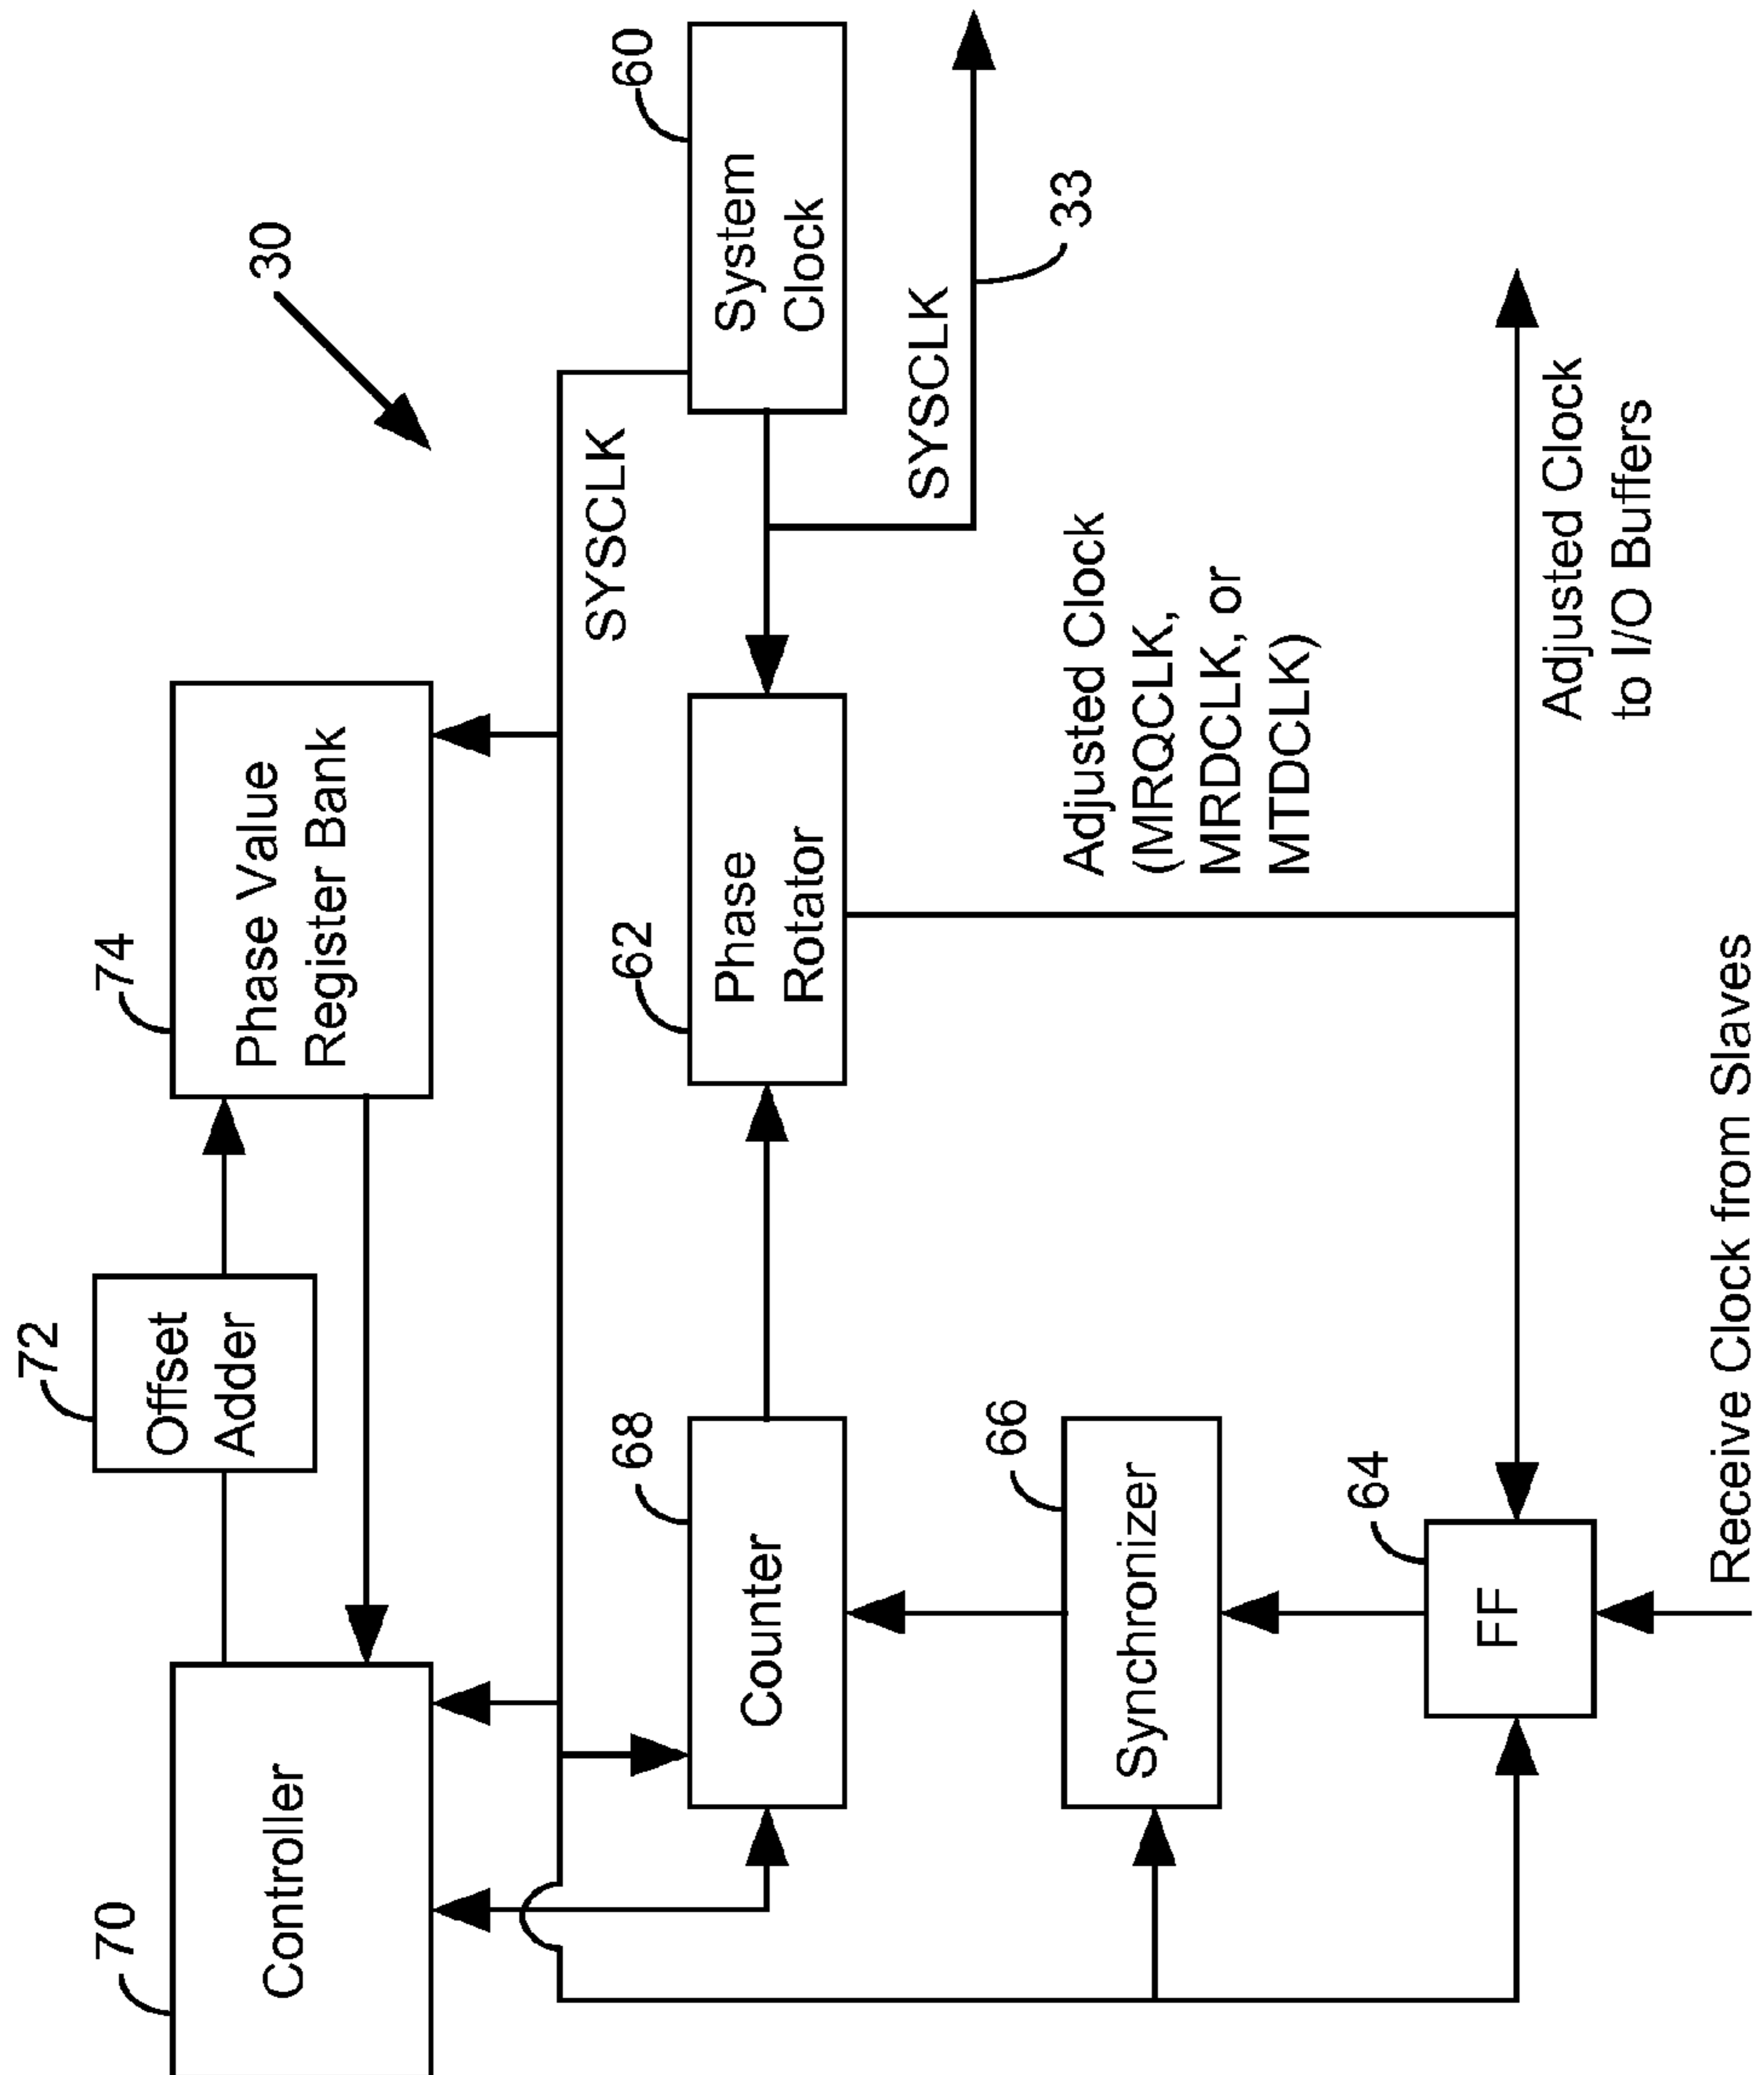 30
72
70
Controller
Offset
Adder
74
Phase Value
Register Bank
SYSCLK
68
Counter
62
Phase
Rotator
60
System
Clock
SYSCLK
33
66
Synchronizer
Adjusted Clock
(MRQCLK,
MRDCLK, or
MTDCLK)
64
FF
Adjusted Clock
to I/O Buffers
Receive Clock from Slaves